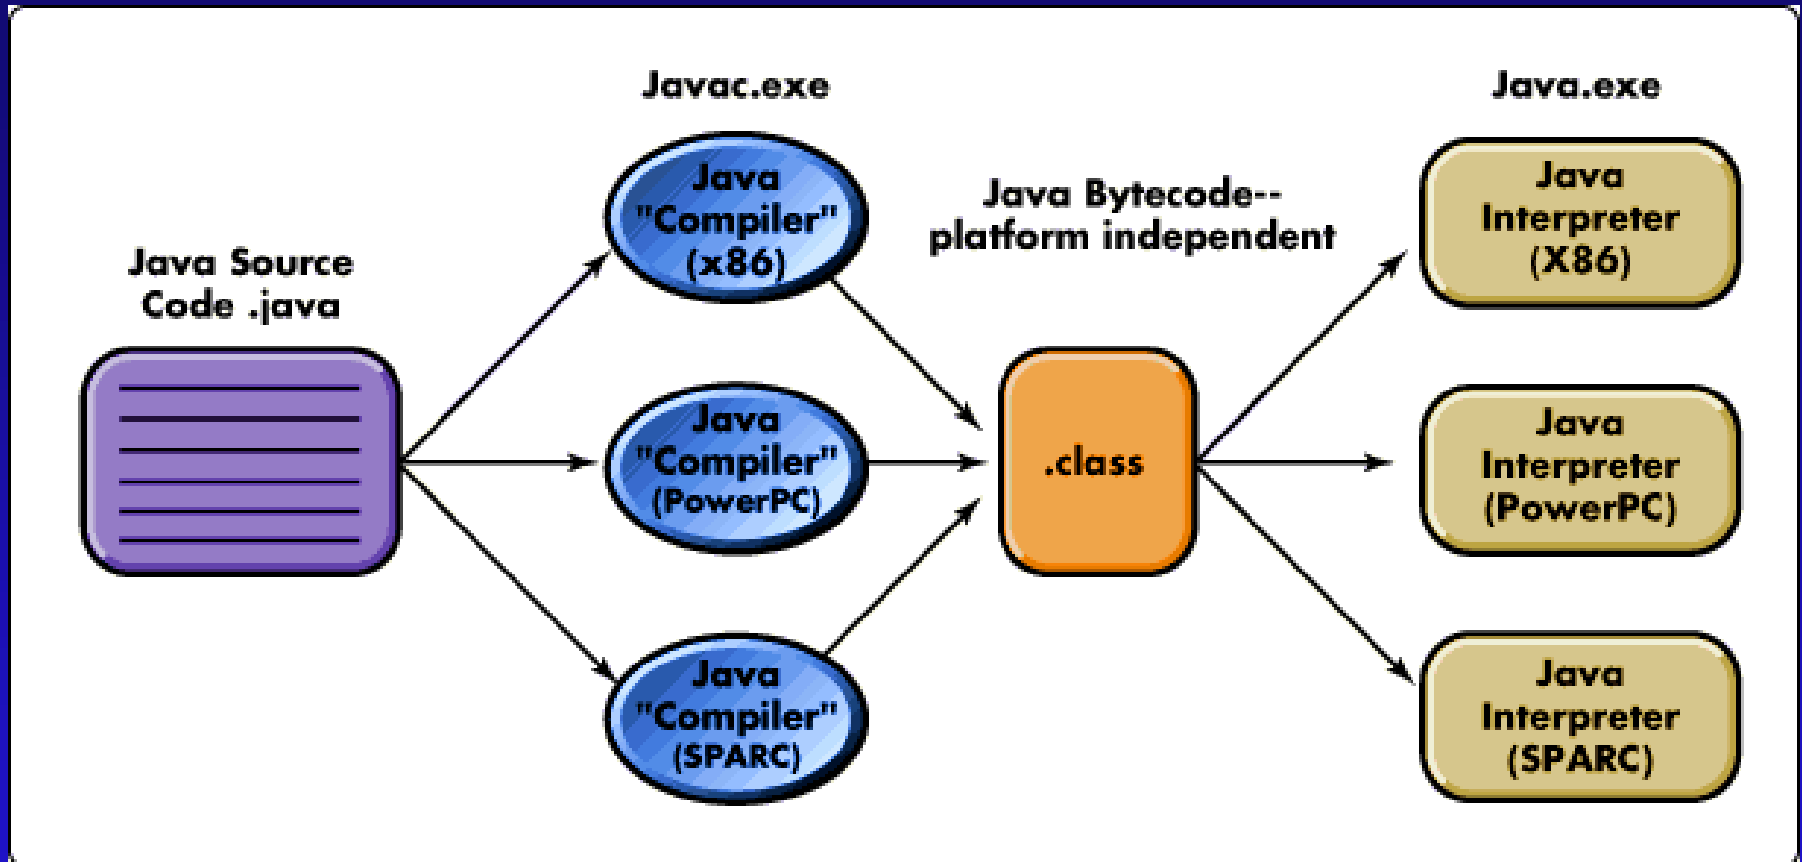 Java Source
Code .java
Javac.exe
Java
"Compiler"
(x86)
Java
"Compiler"
(PowerPC)
Java
"Compiler"
(SPARC)
Java Bytecode--
platform independent
.class
Java.exe
Java
Interpreter
(X86)
Java
Interpreter
(PowerPC)
Java
Interpreter
(SPARC)